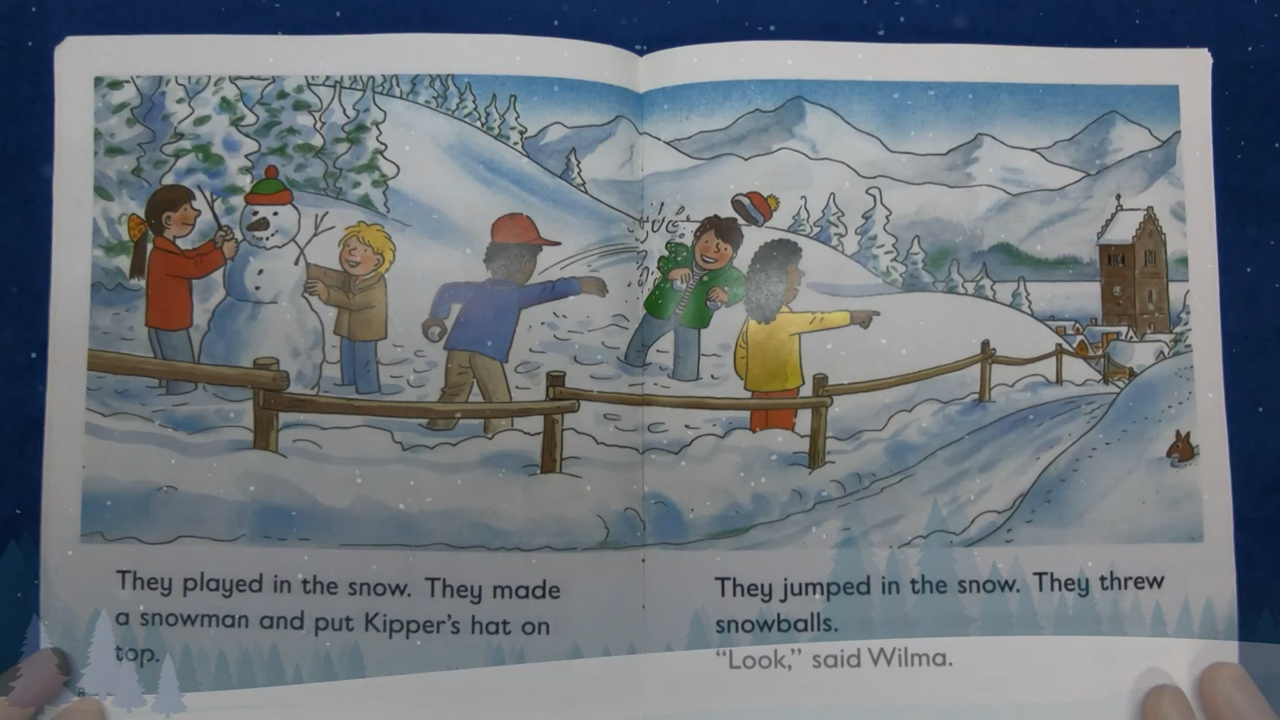 They played in the snow. They made
a snowman and put Kipper's hat on
top.
8
They jumped in the snow. They threw
snowballs.
“Look,” said Wilma.